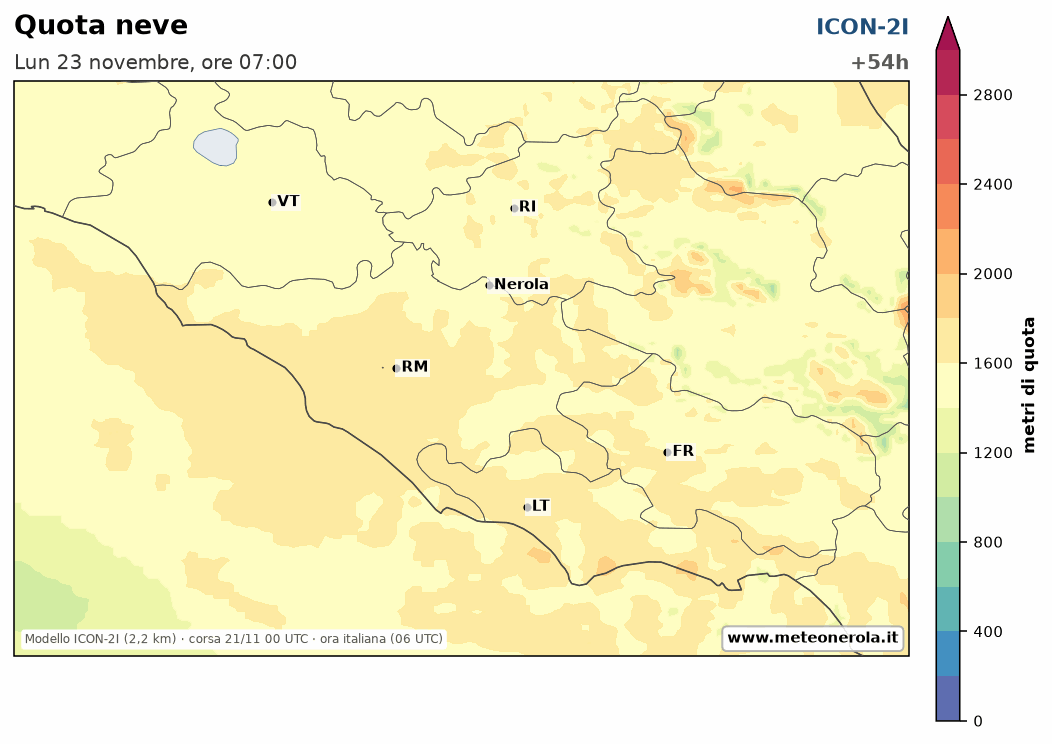 Quota neve
ICON-2I
Lun 23 novembre, ore 07:00
+54h
VT
RI
Nerola
RM
FR
LT
2800
2400
2000
1600
1200
800
400
0
metri di quota
Modello ICON-2I (2,2 km) · corsa 21/11 00 UTC · ora italiana (06 UTC)
www.meteonerola.it